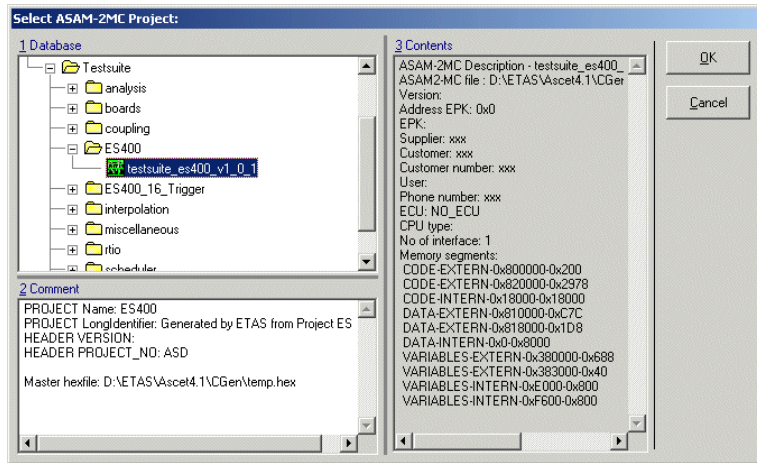 Select ASAM-2MC Project:
1 Database
Testsuite
analysis
boards
coupling
ES400
testsuite_es400_v1_0_1
ES400_16_Trigger
interpolation
miscellaneous
rtio
scheduler
2 Comment
PROJECT Name: ES400
PROJECT LongIdentifier: Generated by ETAS from Project ES
HEADER VERSION:
HEADER PROJECT_NO: ASD
Master hexfile: D:\ETAS\Ascet4.1\CGen\temp.hex
3 Contents
ASAM-2MC Description - testsuite_es400_
ASAM2-MC file : D:\ETAS\Ascet4.1\CGer
Version:
Address EPK: 0x0
EPK:
Supplier: xxx
Customer: xxx
Customer number: xxx
User:
Phone number: xxx
ECU: NO_ECU
CPU type:
No of interface: 1
Memory segments:
CODE-EXTERN-0x800000-0x200
CODE-EXTERN-0x820000-0x2978
CODE-INTERN-0x18000-0x18000
DATA-EXTERN-0x810000-0xC7C
DATA-EXTERN-0x818000-0x1D8
DATA-INTERN-0x0-0x8000
VARIABLES-EXTERN-0x380000-0x688
VARIABLES-EXTERN-0x383000-0x40
VARIABLES-INTERN-0xE000-0x800
VARIABLES-INTERN-0xF600-0x800
OK
Cancel